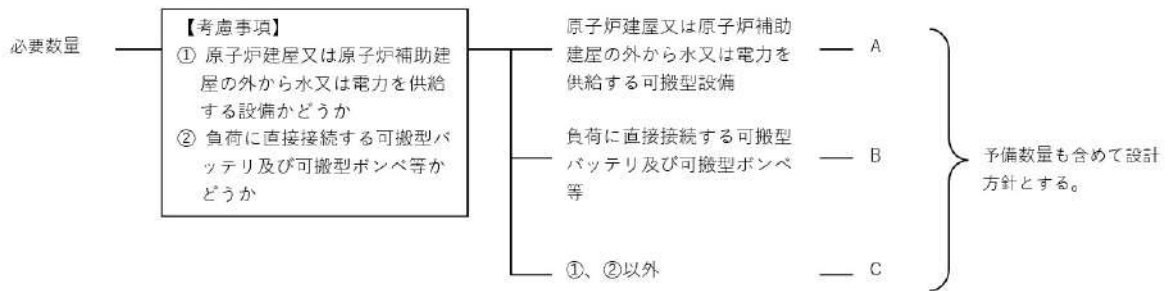 必要数量
【考慮事項】
① 原子炉建屋又は原子炉補助建
屋の外から水又は電力を供給
する設備かどうか
② 負荷に直接接続する可搬型バ
ッテリ及び可搬型ボンベ等か
どうか
原子炉建屋又は原子炉補助
建屋の外から水又は電力を
供給する可搬型設備
A
負荷に直接接続する可搬型
バッテリ及び可搬型ボンベ
等
B
①、②以外
C
予備数量も含めて設計
方針とする。